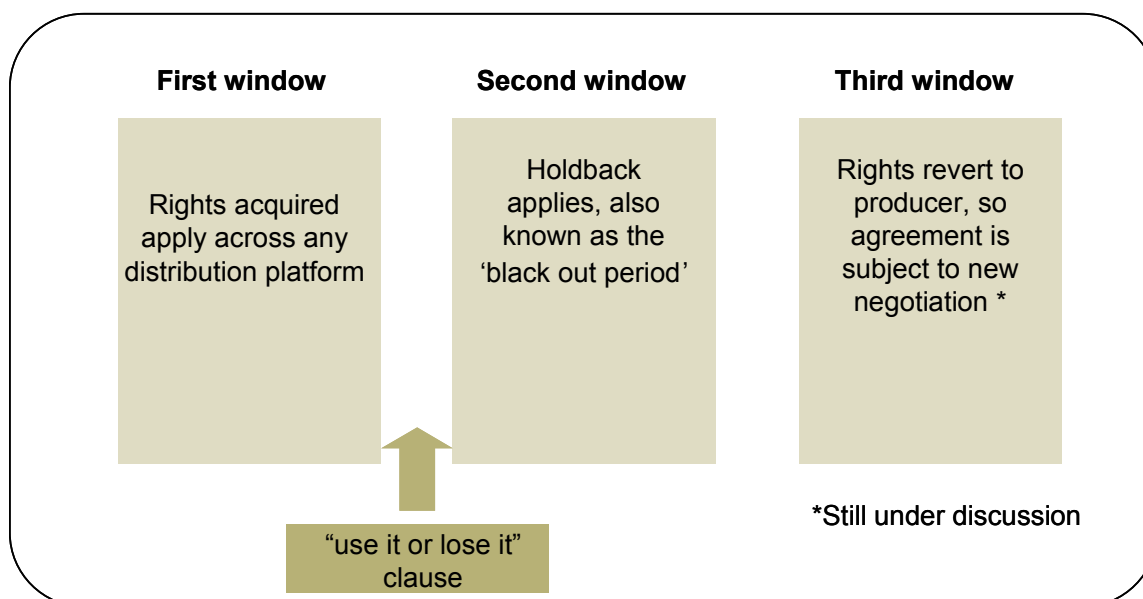 First window
Second window
Third window
Rights acquired
apply across any
distribution platform
Holdback
applies, also
known as the
‘black out period’
Rights revert to
producer, so
agreement is
subject to new
negotiation *
“use it or lose it”
clause
*Still under discussion